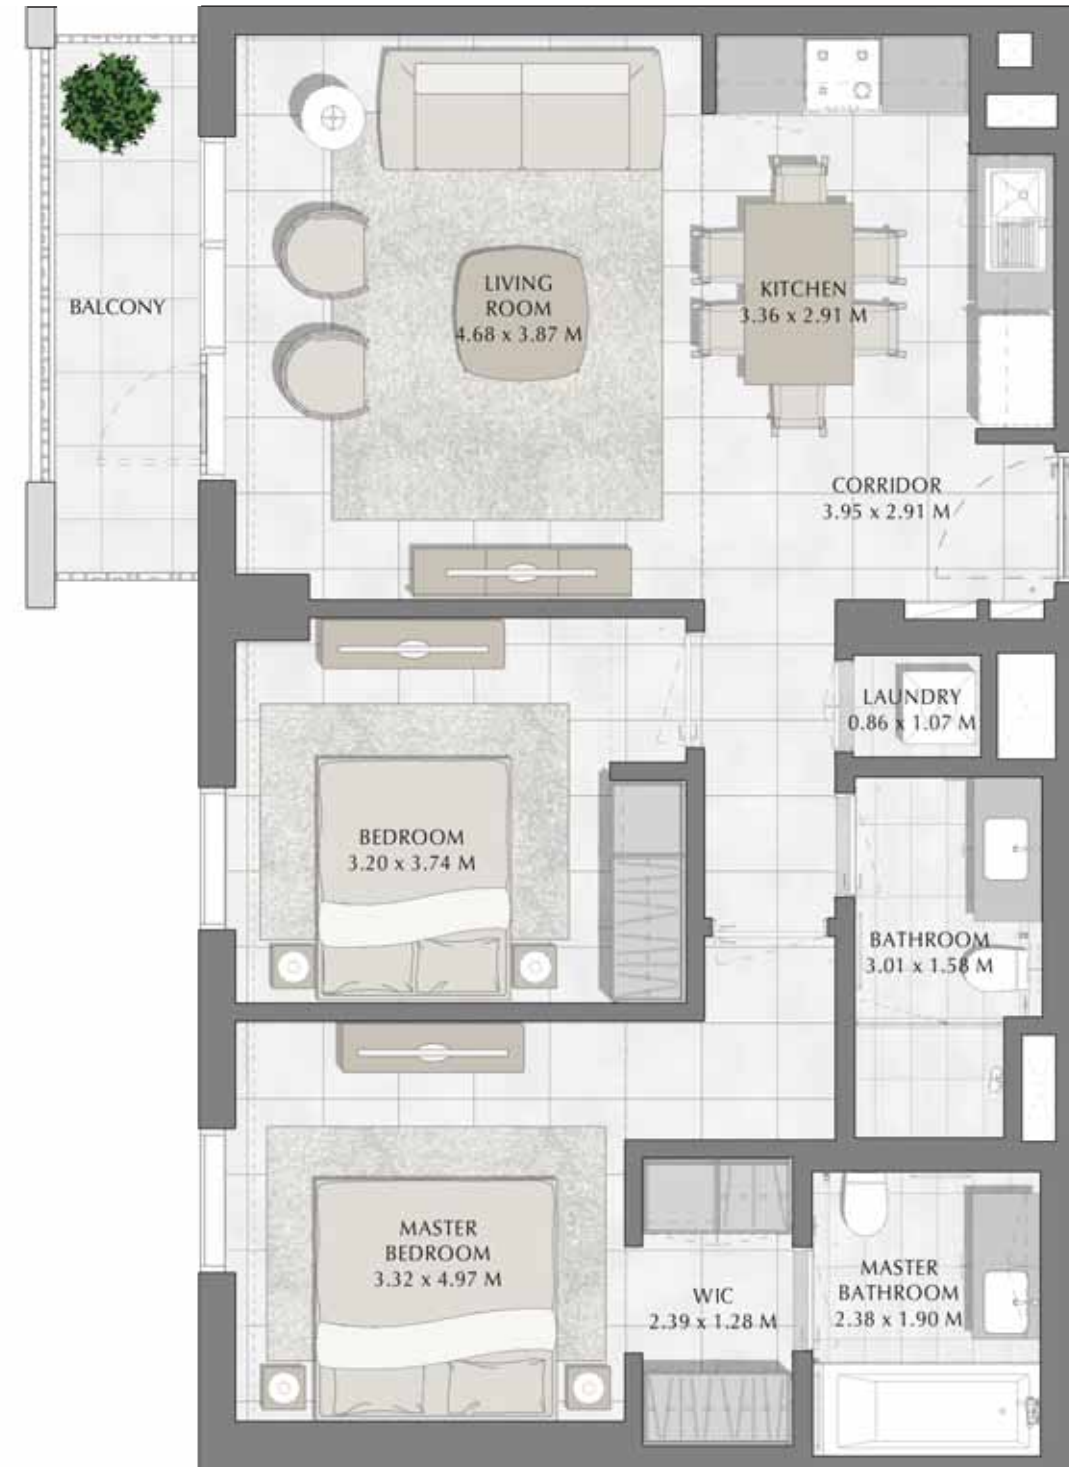 BALCONY
LIVING
ROOM
4.68 x 3.87 M
KITCHEN
3.36 x 2.91 M
CORRIDOR
3.95 x 2.91 M
LAUNDRY
0.86 x 1.07 M
BEDROOM
3.20 x 3.74 M
BATHROOM
3.01 x 1.58 M
MASTER
BEDROOM
3.32 x 4.97 M
WIC
2.39 x 1.28 M
MASTER
BATHROOM
2.38 x 1.90 M